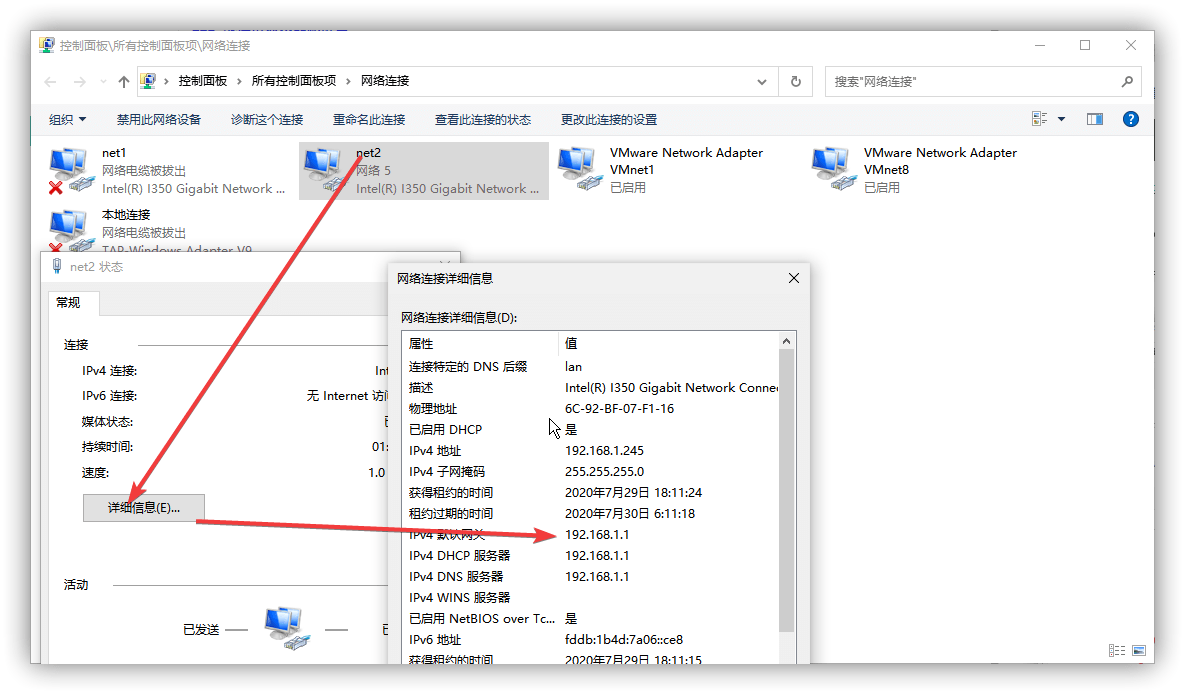 控制面板\所有控制面板项\网络连接
控制面板 › 所有控制面板项 › 网络连接
搜索"网络连接"
组织 禁用此网络设备 诊断这个连接 重命名此连接 查看此连接的状态 更改此连接的设置
net1
网络电缆被拔出
Intel(R) I350 Gigabit Network ...
net2
网络 5
Intel(R) I350 Gigabit Network ...
VMware Network Adapter
VMnet1
已启用
VMware Network Adapter
VMnet8
已启用
本地连接
网络电缆被拔出
TAP-Windows Adapter V9
net2 状态
常规
连接
IPv4 连接:
IPv6 连接: 无 Internet 访
媒体状态:
持续时间: 01:
速度: 1.0
详细信息(E)...
活动
已发送
网络连接详细信息
网络连接详细信息(D):
属性 值
连接特定的 DNS 后缀 lan
描述 Intel(R) I350 Gigabit Network Conne
物理地址 6C-92-BF-07-F1-16
已启用 DHCP 是
IPv4 地址 192.168.1.245
IPv4 子网掩码 255.255.255.0
获得租约的时间 2020年7月29日 18:11:24
租约过期的时间 2020年7月30日 6:11:18
IPv4 默认网关 192.168.1.1
IPv4 DHCP 服务器 192.168.1.1
IPv4 DNS 服务器 192.168.1.1
IPv4 WINS 服务器
已启用 NetBIOS over Tc... 是
IPv6 地址 fddb:1b4d:7a06::ce8
获得租约的时间 2020年7月29日 18:11:15